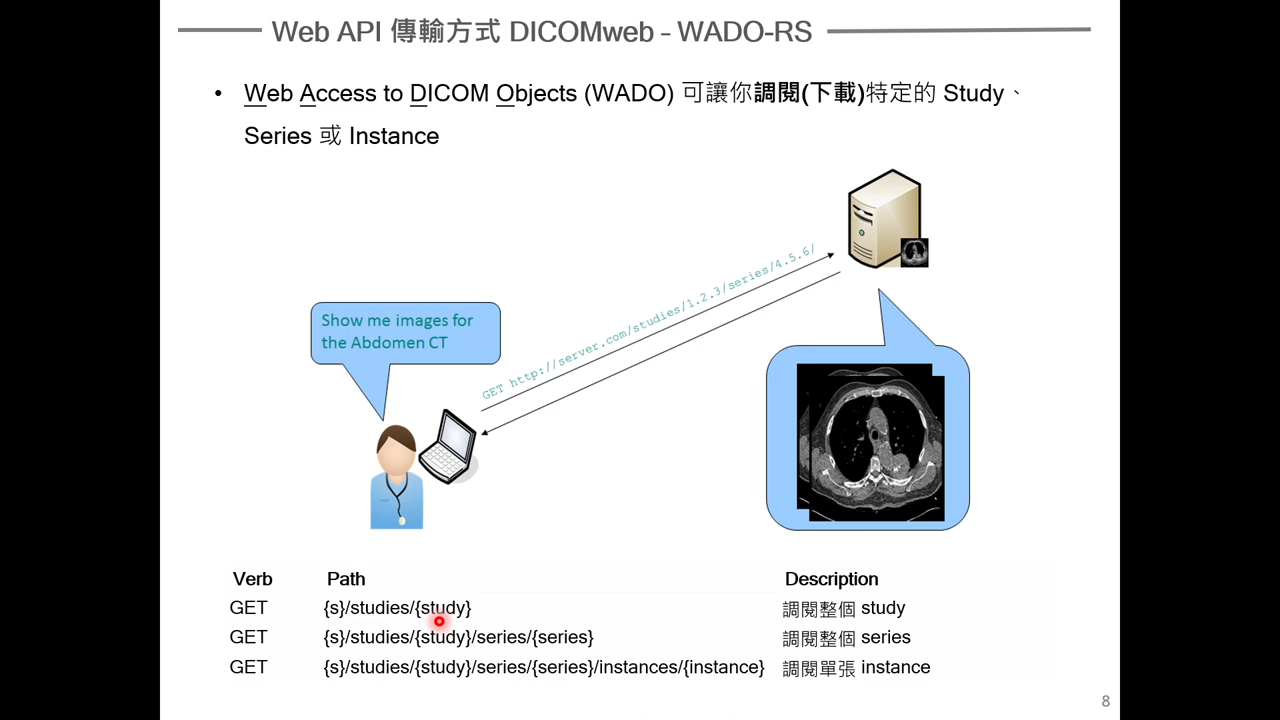 Web API 傳輸方式 DICOMweb – WADO-RS
• Web Access to DICOM Objects (WADO) 可讓你調閱(下載)特定的 Study、
Series 或 Instance
GET http://server.com/studies/1.2.3/series/4.5.6/
Show me images for
the Abdomen CT
Verb Path Description
GET {s}/studies/{study} 調閱整個 study
GET {s}/studies/{study}/series/{series} 調閱整個 series
GET {s}/studies/{study}/series/{series}/instances/{instance} 調閱單張 instance
8